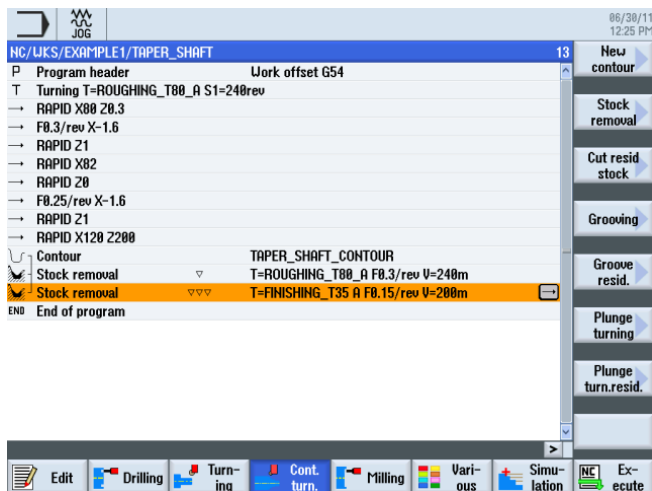 JOG
06/30/11
12:25 PM
NC/WKS/EXAMPLE1/TAPER_SHAFT 13
P Program header Work offset G54
T Turning T=ROUGHING_T80_A S1=240rev
→ RAPID X80 Z0.3
→ F0.3/rev X-1.6
→ RAPID Z1
→ RAPID X82
→ RAPID Z0
→ F0.25/rev X-1.6
→ RAPID Z1
→ RAPID X120 Z200
Contour TAPER_SHAFT_CONTOUR
Stock removal ▽ T=ROUGHING_T80_A F0.3/rev V=240m
Stock removal ▽▽▽ T=FINISHING_T35 A F0.15/rev V=200m →
END End of program
New
contour
Stock
removal
Cut resid
stock
Grooving
Groove
resid.
Plunge
turning
Plunge
turn.resid.
>
Edit
Drilling
Turn-
ing
Cont.
turn.
Milling
Vari-
ous
Simu-
lation
NC
Ex-
ecute